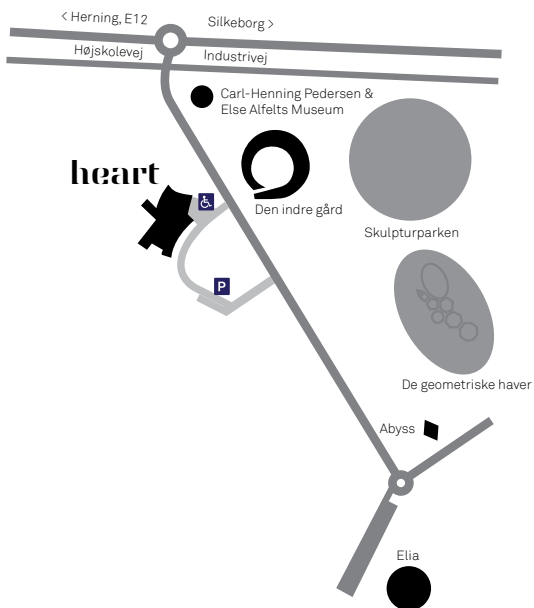 < Herning, E12
Silkeborg >
Højskolevej
Industrivej
Carl-Henning Pedersen &
Else Alfelts Museum
heart
Den indre gård
Skulpturparken
P
De geometriske haver
Abyss
Elia